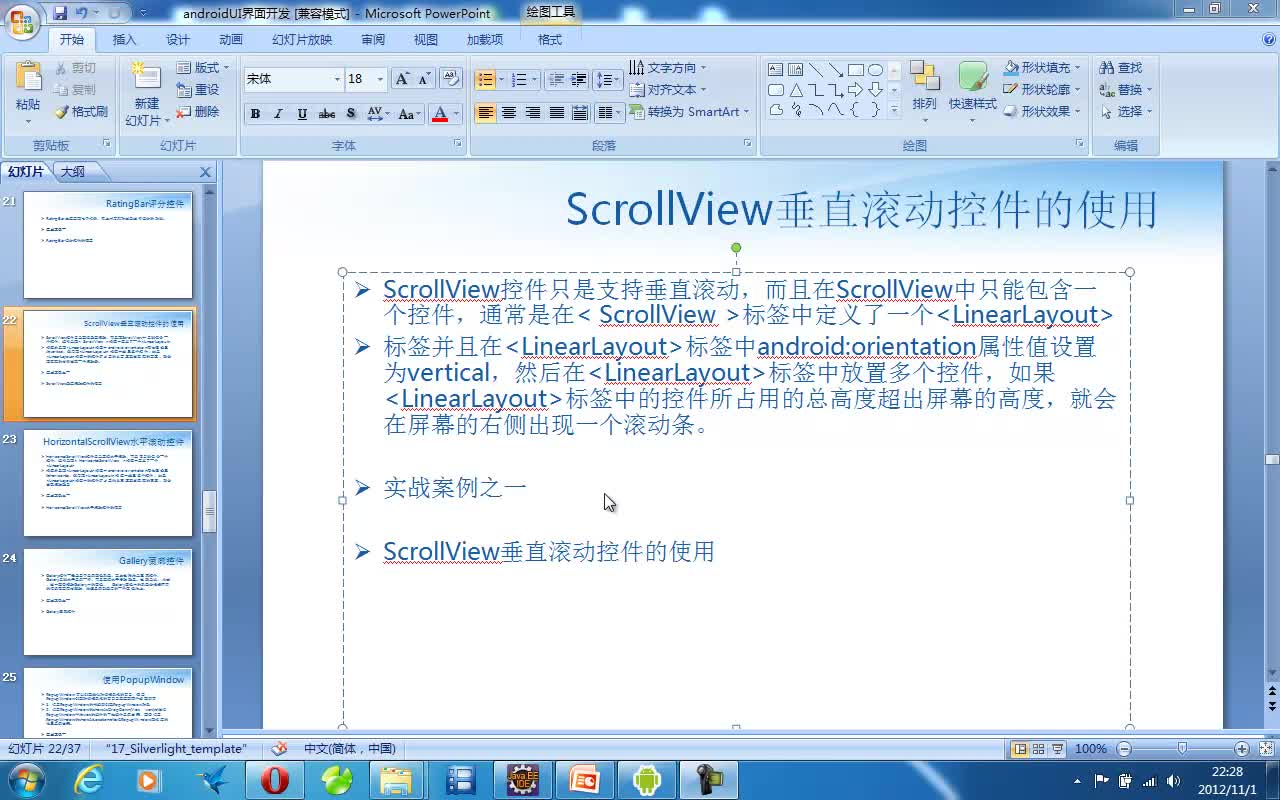 androidUI界面开发 [兼容模式] - Microsoft PowerPoint
绘图工具
开始 插入 设计 动画 幻灯片放映 审阅 视图 加载项 格式
粘贴
剪切
复制
格式刷
剪贴板
新建
幻灯片
版式
重设
删除
幻灯片
宋体 18
字体
文字方向
对齐文本
转换为 SmartArt
段落
排列
快速样式
形状填充
形状轮廓
形状效果
绘图
查找
替换
选择
编辑
幻灯片 大纲
21
RatingBar评分控件
22
ScrollView垂直滚动控件的使用
23
HorizontalScrollView水平滚动控件
24
Gallery画廊控件
25
使用PopupWindow
ScrollView垂直滚动控件的使用
➢ ScrollView控件只是支持垂直滚动，而且在ScrollView中只能包含一
个控件，通常是在< ScrollView >标签中定义了一个<LinearLayout>
➢ 标签并且在<LinearLayout>标签中android:orientation属性值设置
为vertical，然后在<LinearLayout>标签中放置多个控件，如果
<LinearLayout>标签中的控件所占用的总高度超出屏幕的高度，就会
在屏幕的右侧出现一个滚动条。
➢ 实战案例之一
➢ ScrollView垂直滚动控件的使用
幻灯片 22/37 "17_Silverlight_template" 中文(简体，中国) 100%
Java EE
IDE
22:28
2012/11/1